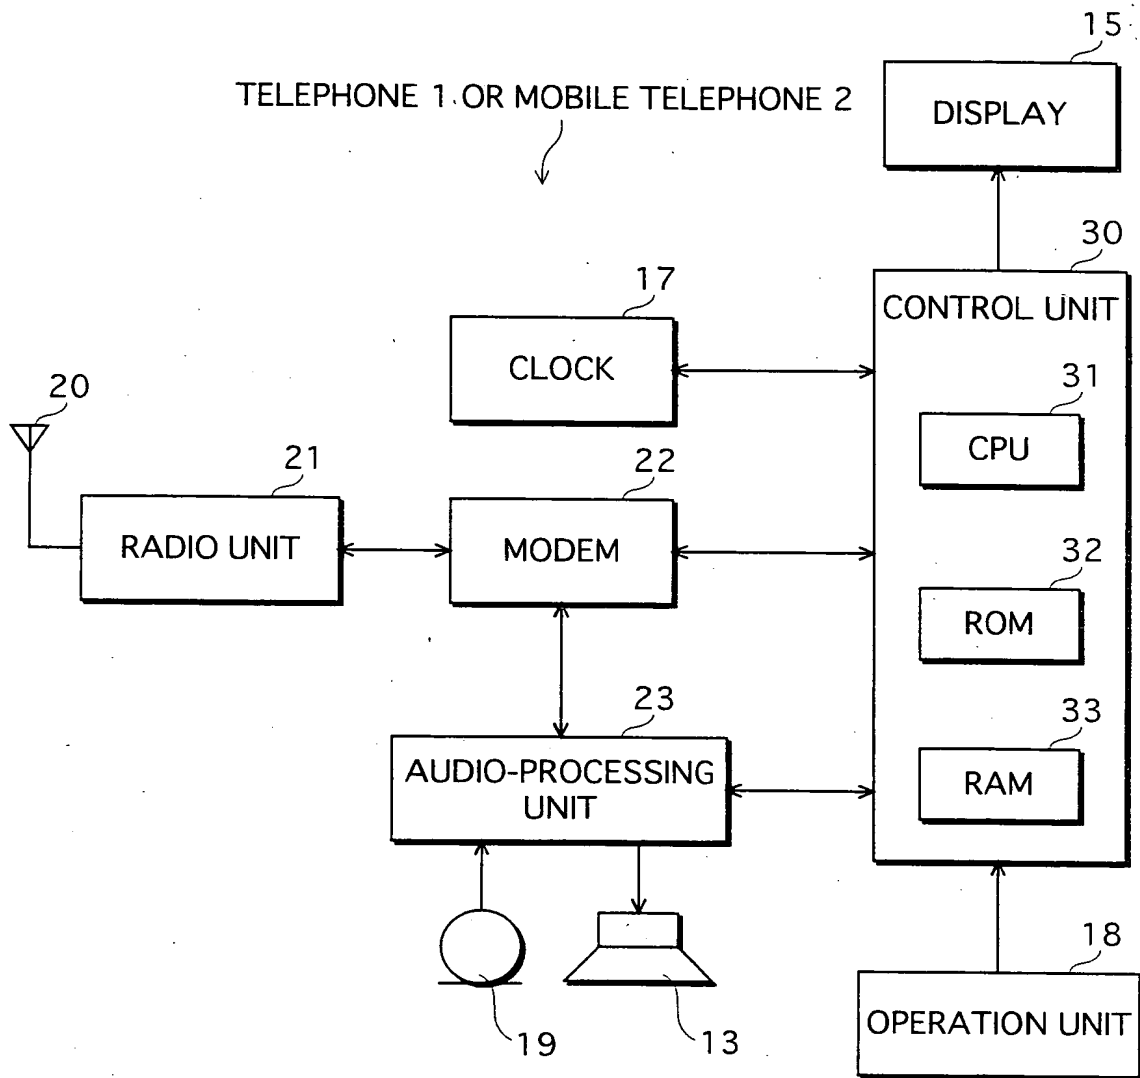 15
TELEPHONE 1 OR MOBILE TELEPHONE 2
DISPLAY
30
17
CONTROL UNIT
CLOCK
31
20
CPU
21
22
RADIO UNIT
MODEM
32
ROM
23
33
AUDIO-PROCESSING
UNIT
RAM
18
19
13
OPERATION UNIT